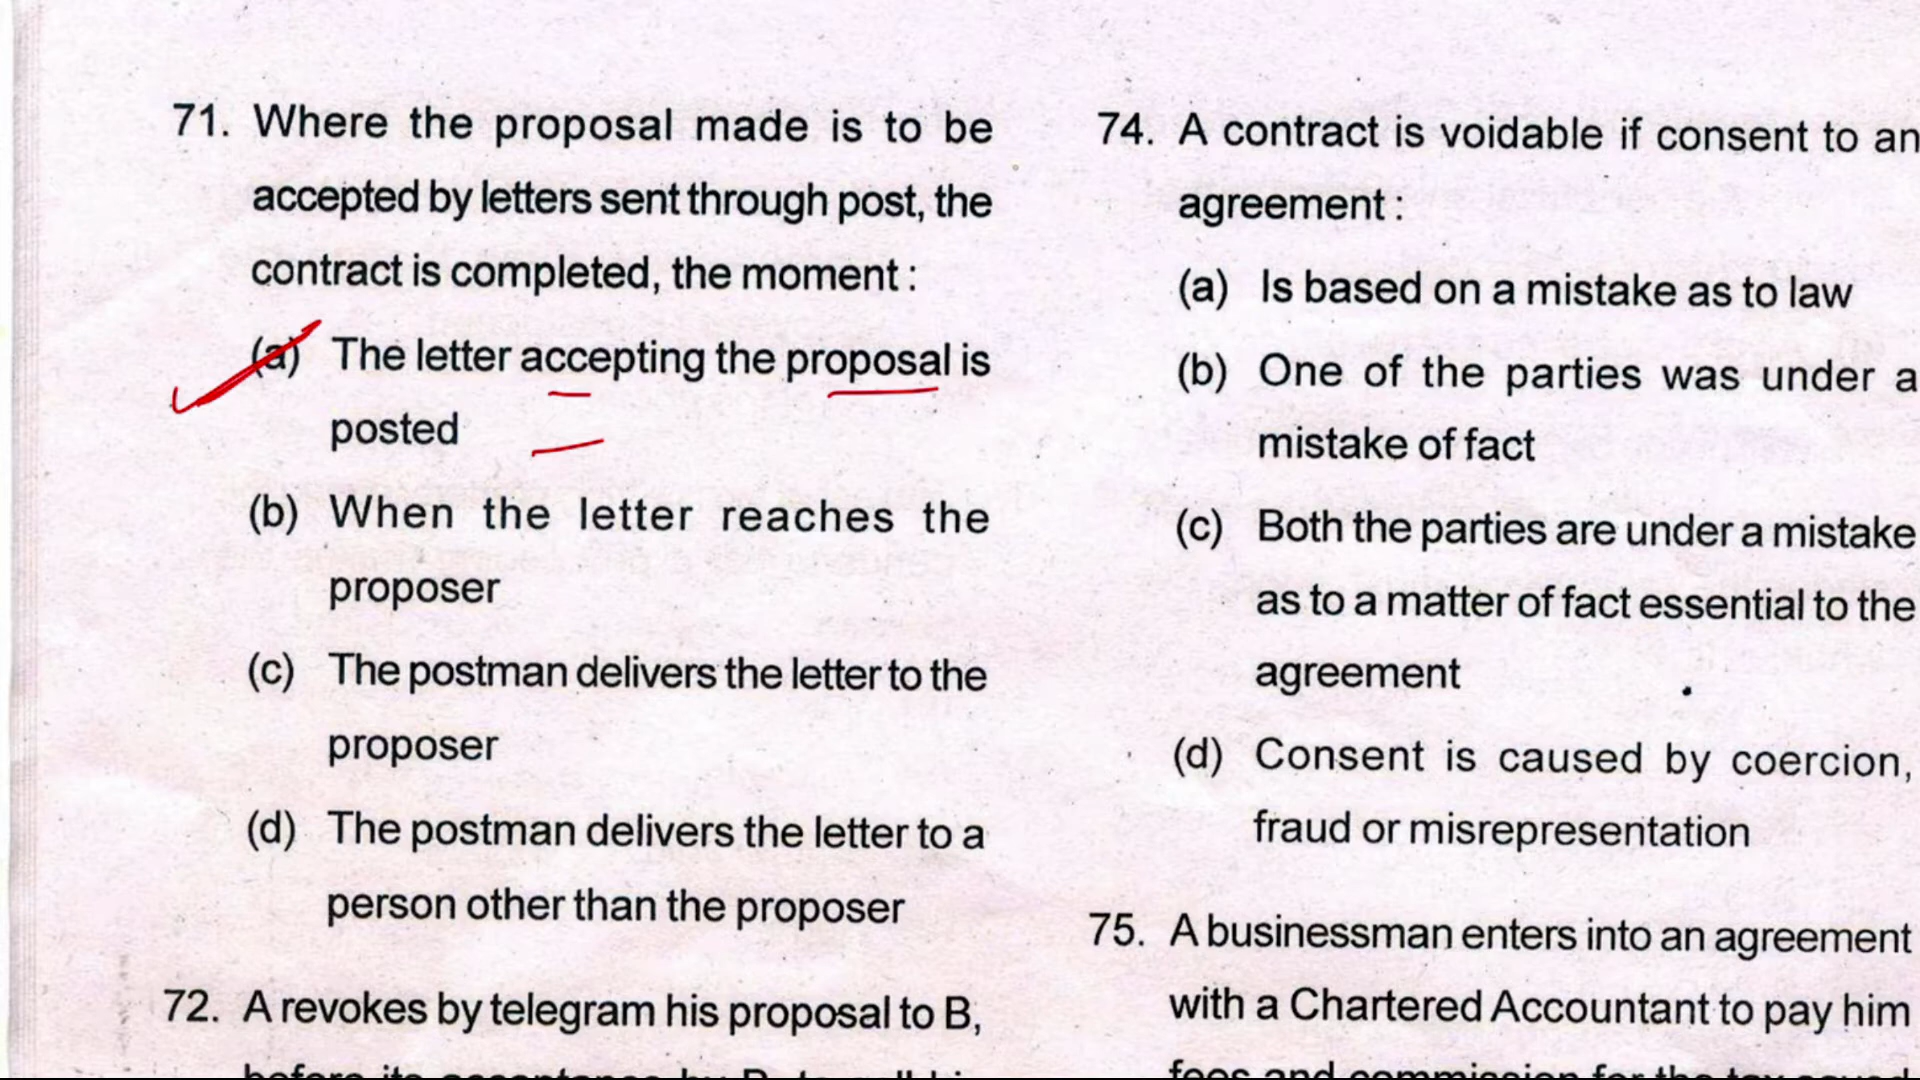 71. Where the proposal made is to be
accepted by letters sent through post, the
contract is completed, the moment :
(a) The letter accepting the proposal is
posted
(b) When the letter reaches the
proposer
(c) The postman delivers the letter to the
proposer
(d) The postman delivers the letter to a
person other than the proposer
72. A revokes by telegram his proposal to B,
74. A contract is voidable if consent to an
agreement :
(a) Is based on a mistake as to law
(b) One of the parties was under a
mistake of fact
(c) Both the parties are under a mistake
as to a matter of fact essential to the
agreement
(d) Consent is caused by coercion,
fraud or misrepresentation
75. A businessman enters into an agreement
with a Chartered Accountant to pay him